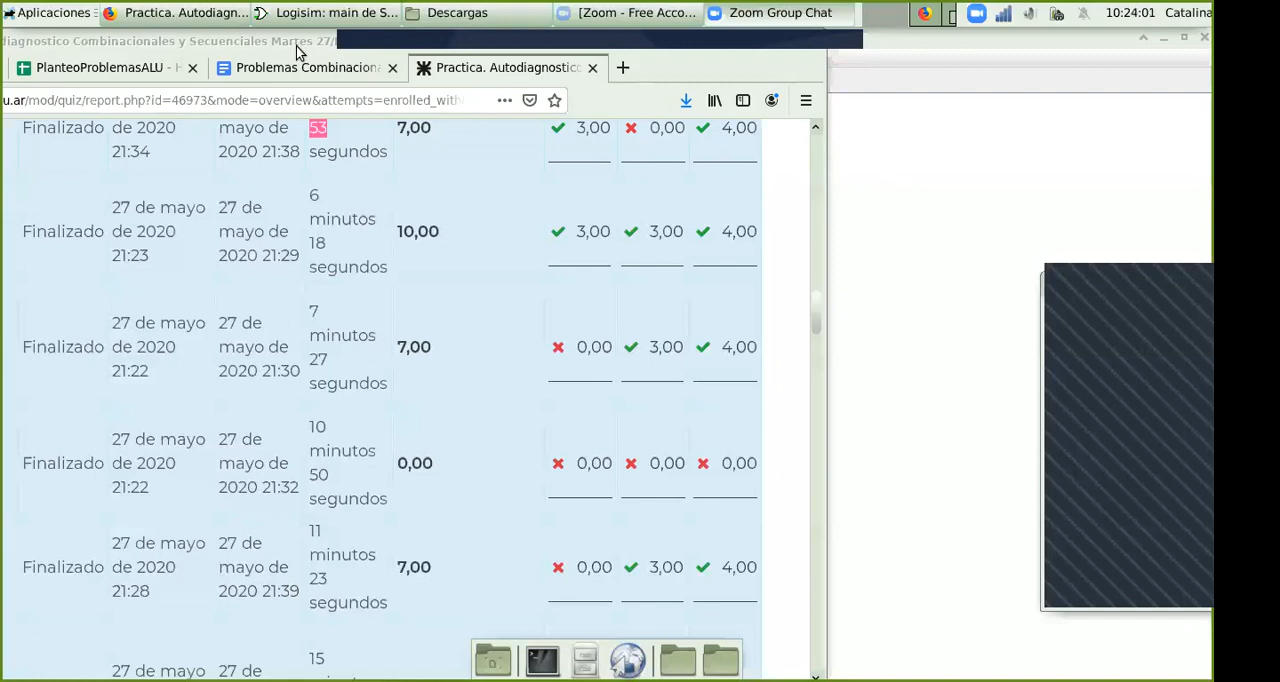 Aplicaciones
Practica. Autodiagn...
Logisim: main de S...
Descargas
[Zoom - Free Acco...
Zoom Group Chat
10:24:01
Catalina
diagnostico Combinacionales y Secuenciales Martes 27/
PlanteoProblemasALU - H
Problemas Combinacion
Practica. Autodiagnostico
u.ar/mod/quiz/report.php?id=46973&mode=overview&attempts=enrolled_with
Finalizado
de 2020
21:34
mayo de
2020 21:38
53
segundos
7,00
3,00
0,00
4,00
Finalizado
27 de mayo
de 2020
21:23
27 de
mayo de
2020 21:29
6
minutos
18
segundos
10,00
3,00
3,00
4,00
Finalizado
27 de mayo
de 2020
21:22
27 de
mayo de
2020 21:30
7
minutos
27
segundos
7,00
0,00
3,00
4,00
Finalizado
27 de mayo
de 2020
21:22
27 de
mayo de
2020 21:32
10
minutos
50
segundos
0,00
0,00
0,00
0,00
Finalizado
27 de mayo
de 2020
21:28
27 de
mayo de
2020 21:39
11
minutos
23
segundos
7,00
0,00
3,00
4,00
27 de mayo
27 de
15